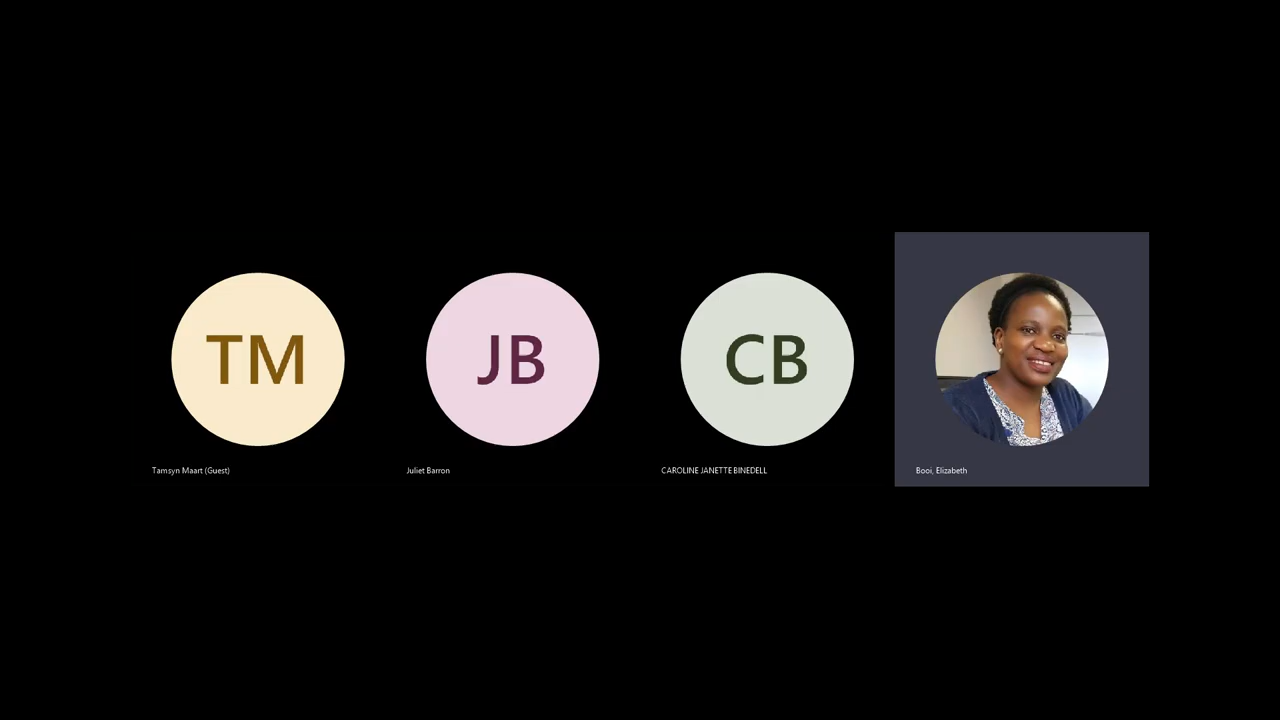 TM
JB
CB
Tamsyn Maart (Guest)
Juliet Barron
CAROLINE JANETTE BINEDELL
Booi, Elizabeth